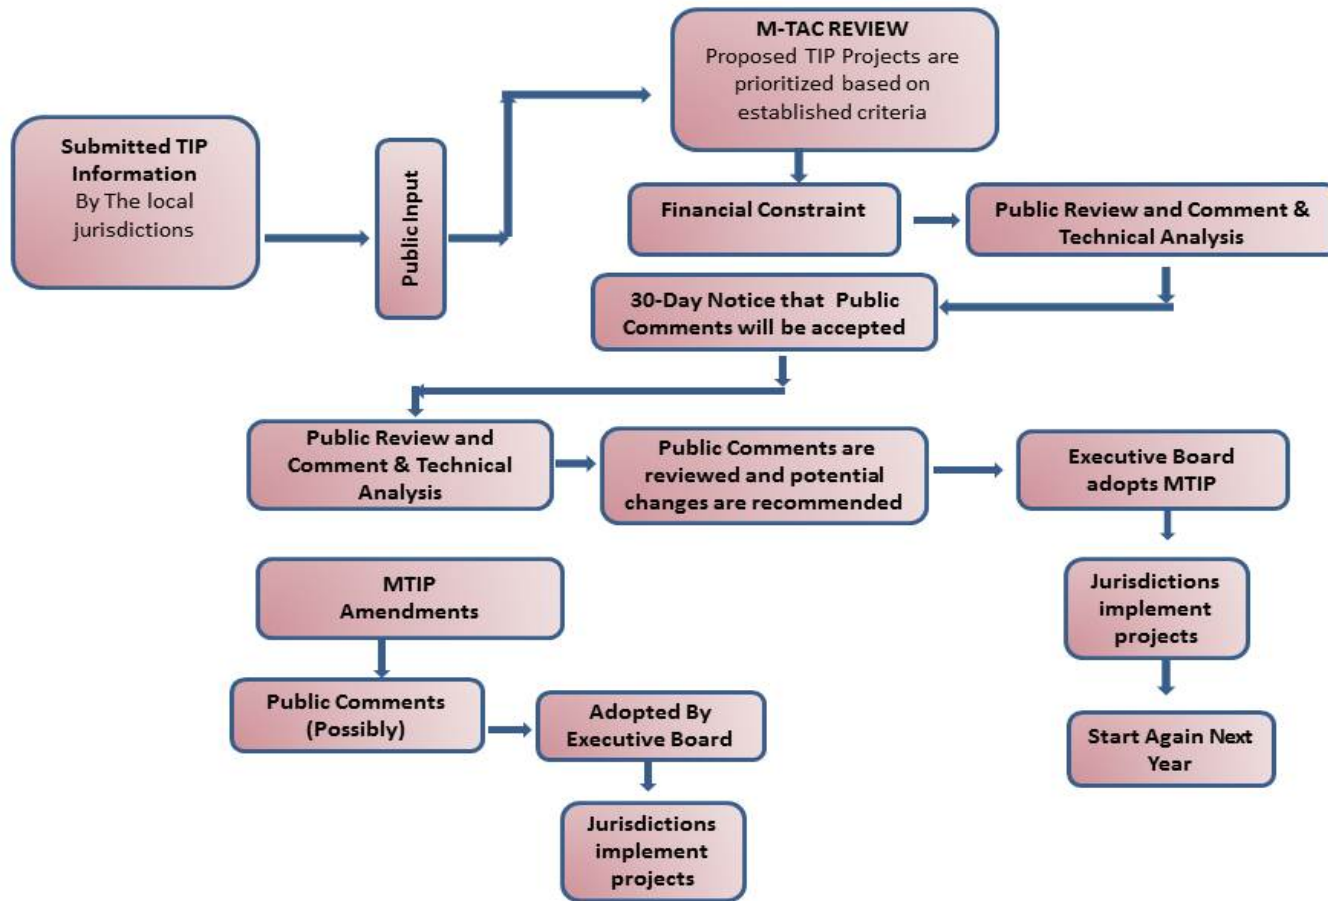 M-TAC REVIEW
Proposed TIP Projects are
prioritized based on
established criteria
Submitted TIP
Information
By The local
jurisdictions
Public Input
Financial Constraint
Public Review and Comment &
Technical Analysis
30-Day Notice that Public
Comments will be accepted
Public Review and
Comment & Technical
Analysis
Public Comments are
reviewed and potential
changes are recommended
Executive Board
adopts MTIP
Jurisdictions
implement
projects
Start Again Next
Year
MTIP
Amendments
Public Comments
(Possibly)
Adopted By
Executive Board
Jurisdictions
implement
projects